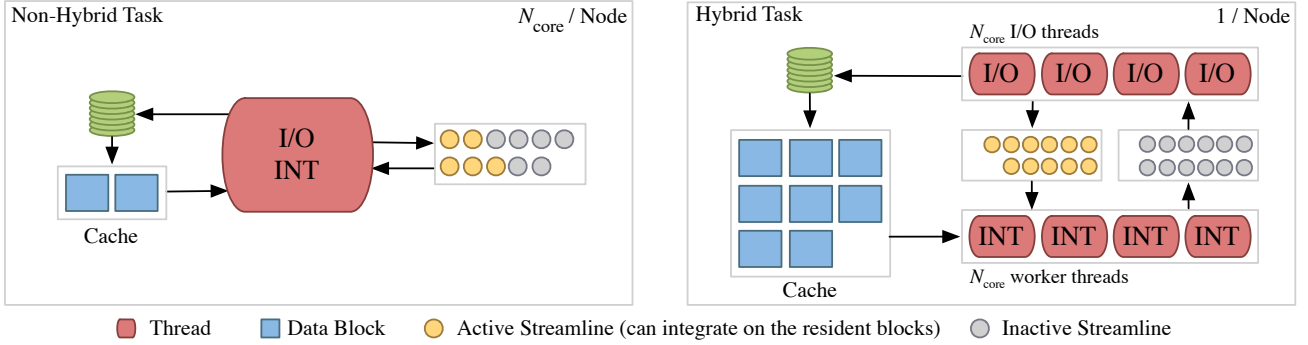 Non-Hybrid Task
N_core / Node
I/O
INT
Cache
Hybrid Task
1 / Node
N_core I/O threads
I/O I/O I/O I/O
INT INT INT INT
N_core worker threads
Cache
Thread Data Block Active Streamline (can integrate on the resident blocks) Inactive Streamline